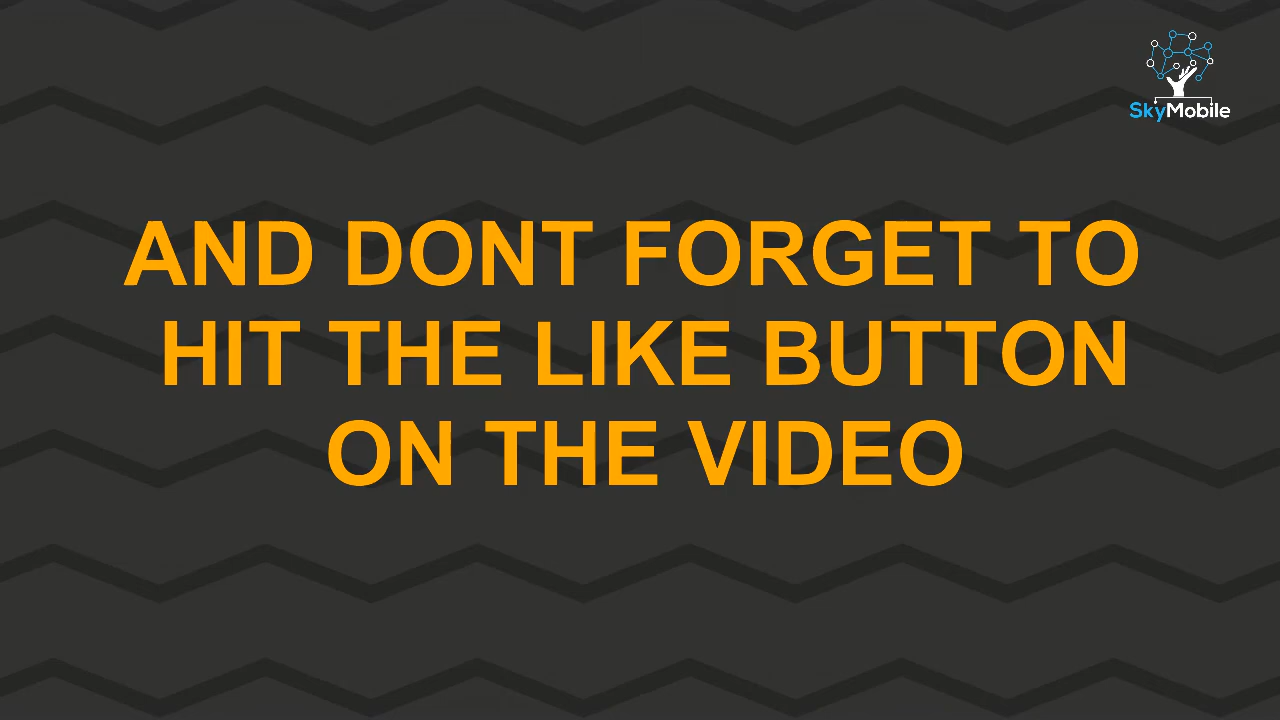 SkyMobile
AND DONT FORGET TO
HIT THE LIKE BUTTON
ON THE VIDEO